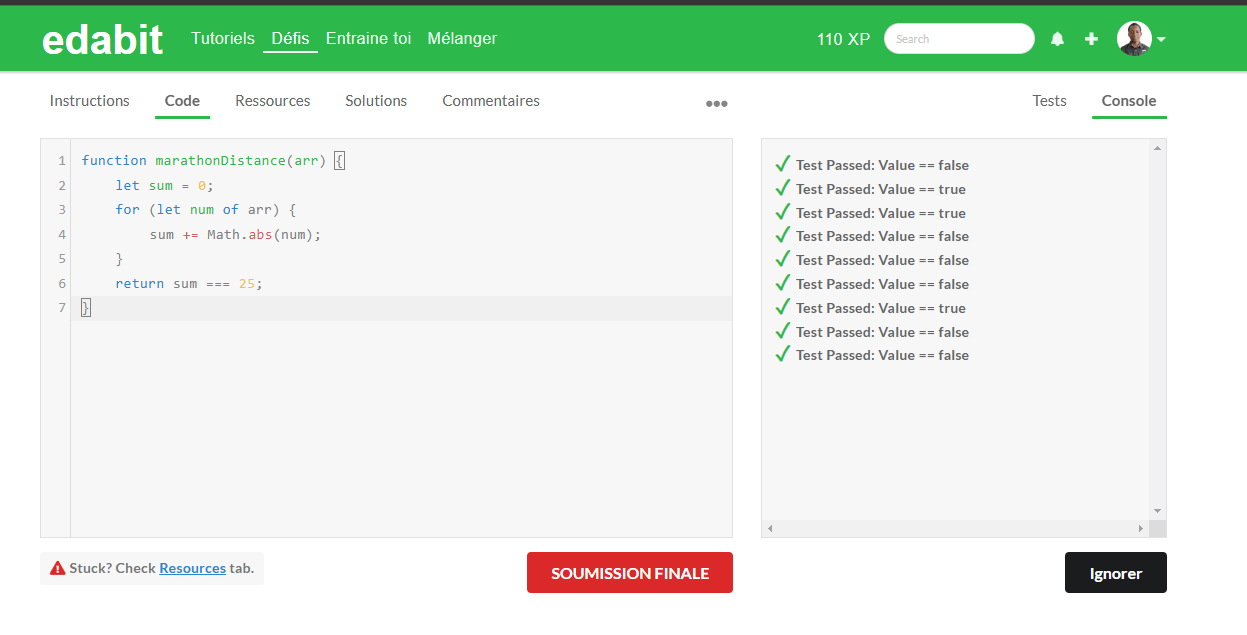 edabit Tutoriels Défis Entraine toi Mélanger 110 XP Search
Instructions Code Ressources Solutions Commentaires ••• Tests Console
1 function marathonDistance(arr) {
2 let sum = 0;
3 for (let num of arr) {
4 sum += Math.abs(num);
5 }
6 return sum === 25;
7 }
Test Passed: Value == false
Test Passed: Value == true
Test Passed: Value == true
Test Passed: Value == false
Test Passed: Value == false
Test Passed: Value == false
Test Passed: Value == true
Test Passed: Value == false
Test Passed: Value == false
Stuck? Check Resources tab.
SOUMISSION FINALE
Ignorer